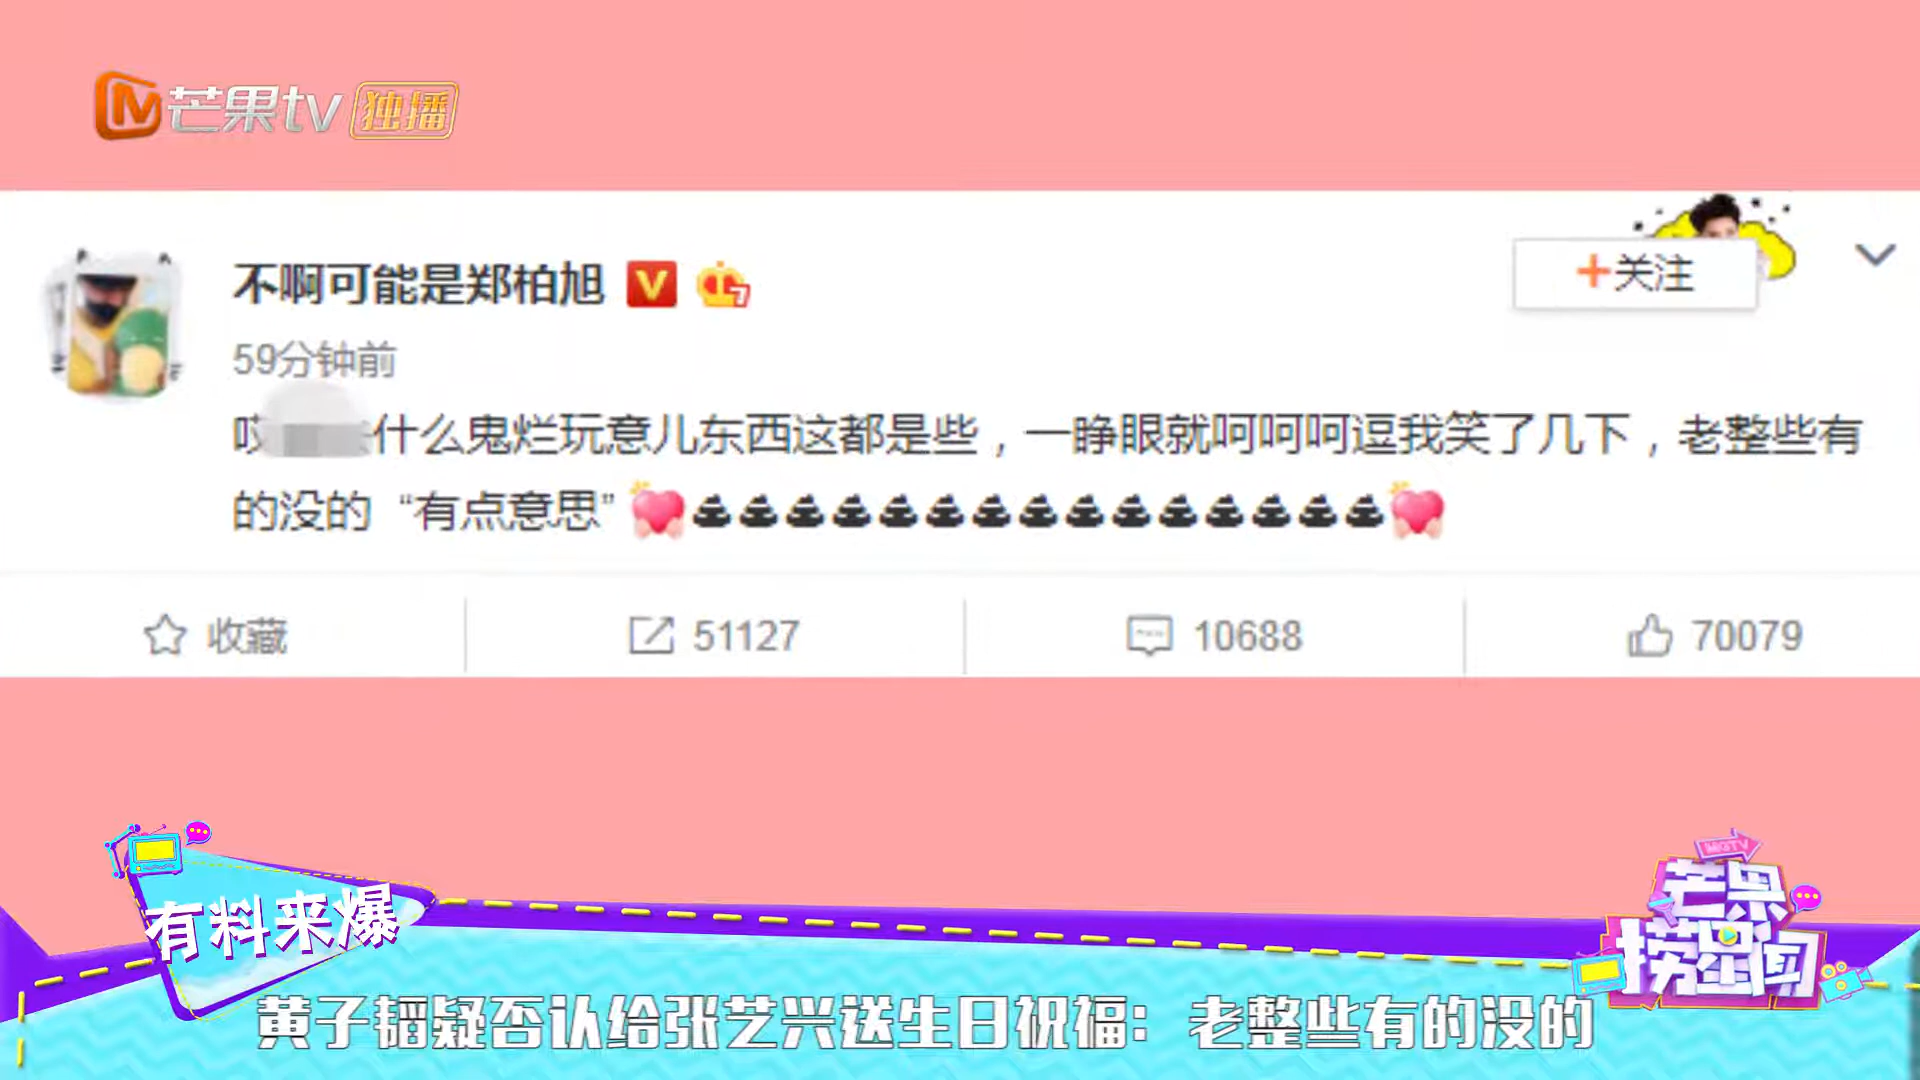 芒果tv 独播
不啊可能是郑柏旭 V 7
+关注
59分钟前
哎 什么鬼烂玩意儿东西这都是些，一睁眼就呵呵呵逗我笑了几下，老整些有
的没的“有点意思”💓💩💩💩💩💩💩💩💩💩💩💩💩💩💩💩💓
收藏
51127
10688
70079
有料来爆
MGTV
芒果
捞星闻
黄子韬疑否认给张艺兴送生日祝福：老整些有的没的